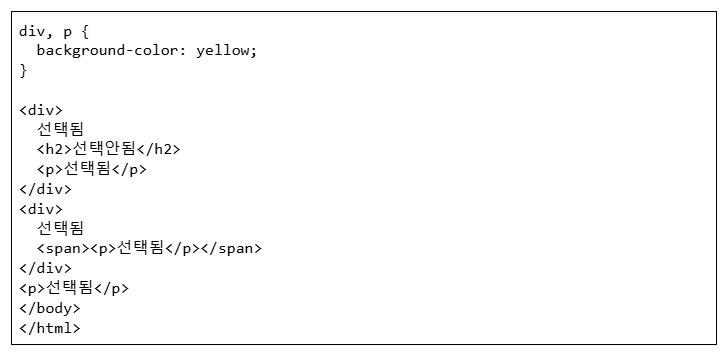 div, p {
  background-color: yellow;
}

<div>
  선택됨
  <h2>선택안됨</h2>
  <p>선택됨</p>
</div>
<div>
  선택됨
  <span><p>선택됨</p></span>
</div>
<p>선택됨</p>
</body>
</html>